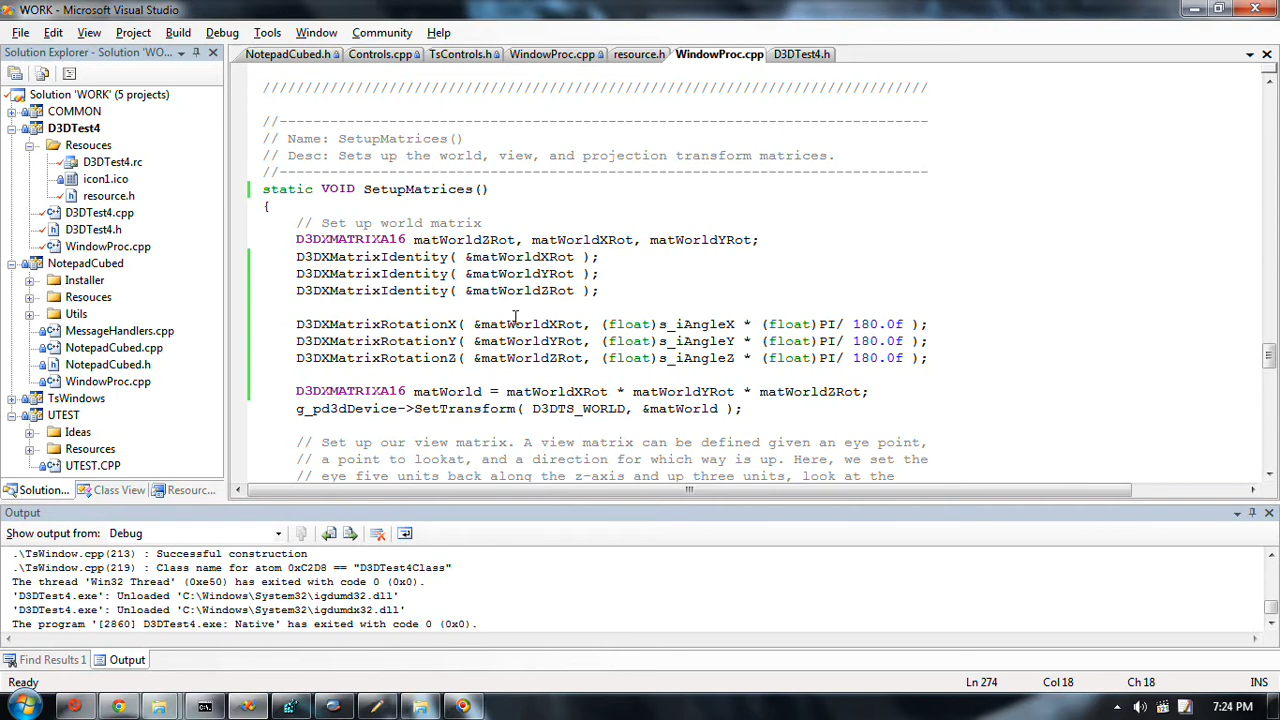 WORK - Microsoft Visual Studio
File Edit View Project Build Debug Tools Window Community Help
Solution Explorer - Solution 'WO...
NotepadCubed.h Controls.cpp TsControls.h WindowProc.cpp resource.h WindowProc.cpp D3DTest4.h
Solution 'WORK' (5 projects)
COMMON
D3DTest4
Resouces
D3DTest4.rc
icon1.ico
resource.h
D3DTest4.cpp
D3DTest4.h
WindowProc.cpp
NotepadCubed
Installer
Resouces
Utils
MessageHandlers.cpp
NotepadCubed.cpp
NotepadCubed.h
WindowProc.cpp
TsWindows
UTEST
Ideas
Resources
UTEST.CPP
Solution... Class View Resourc...
////////////////////////////////////////////////////////////////////////////////
//-----------------------------------------------------------------------------
// Name: SetupMatrices()
// Desc: Sets up the world, view, and projection transform matrices.
//-----------------------------------------------------------------------------
static VOID SetupMatrices()
{
// Set up world matrix
D3DXMATRIXA16 matWorldZRot, matWorldXRot, matWorldYRot;
D3DXMatrixIdentity( &matWorldXRot );
D3DXMatrixIdentity( &matWorldYRot );
D3DXMatrixIdentity( &matWorldZRot );
D3DXMatrixRotationX( &matWorldXRot, (float)s_iAngleX * (float)PI/ 180.0f );
D3DXMatrixRotationY( &matWorldYRot, (float)s_iAngleY * (float)PI/ 180.0f );
D3DXMatrixRotationZ( &matWorldZRot, (float)s_iAngleZ * (float)PI/ 180.0f );
D3DXMATRIXA16 matWorld = matWorldXRot * matWorldYRot * matWorldZRot;
g_pd3dDevice->SetTransform( D3DTS_WORLD, &matWorld );
// Set up our view matrix. A view matrix can be defined given an eye point,
// a point to lookat, and a direction for which way is up. Here, we set the
// eye five units back along the z-axis and up three units, look at the
Output
Show output from: Debug
.\TsWindow.cpp(213) : Successful construction
.\TsWindow.cpp(219) : Class name for atom 0xC2D8 == "D3DTest4Class"
The thread 'Win32 Thread' (0xe50) has exited with code 0 (0x0).
'D3DTest4.exe': Unloaded 'C:\Windows\System32\igdumd32.dll'
'D3DTest4.exe': Unloaded 'C:\Windows\System32\igdumdx32.dll'
The program '[2860] D3DTest4.exe: Native' has exited with code 0 (0x0).
Find Results 1 Output
Ready Ln 274 Col 18 Ch 18 INS
7:24 PM